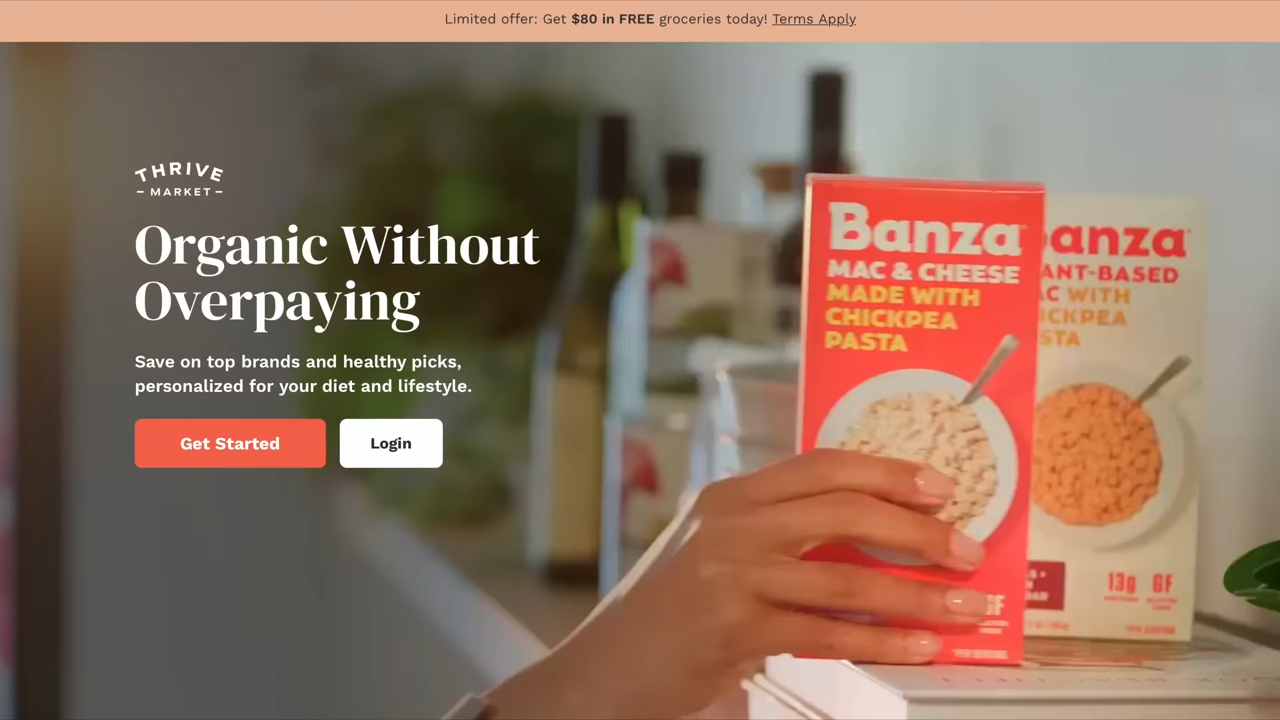 Limited offer: Get $80 in FREE groceries today! Terms Apply
THRIVE
MARKET
Organic Without
Overpaying
Save on top brands and healthy picks,
personalized for your diet and lifestyle.
Get Started
Login
Banza
MAC & CHEESE
MADE WITH
CHICKPEA
PASTA
anza
ANT-BASED
AC WITH
ICKPEA
STA
13g GF
GF